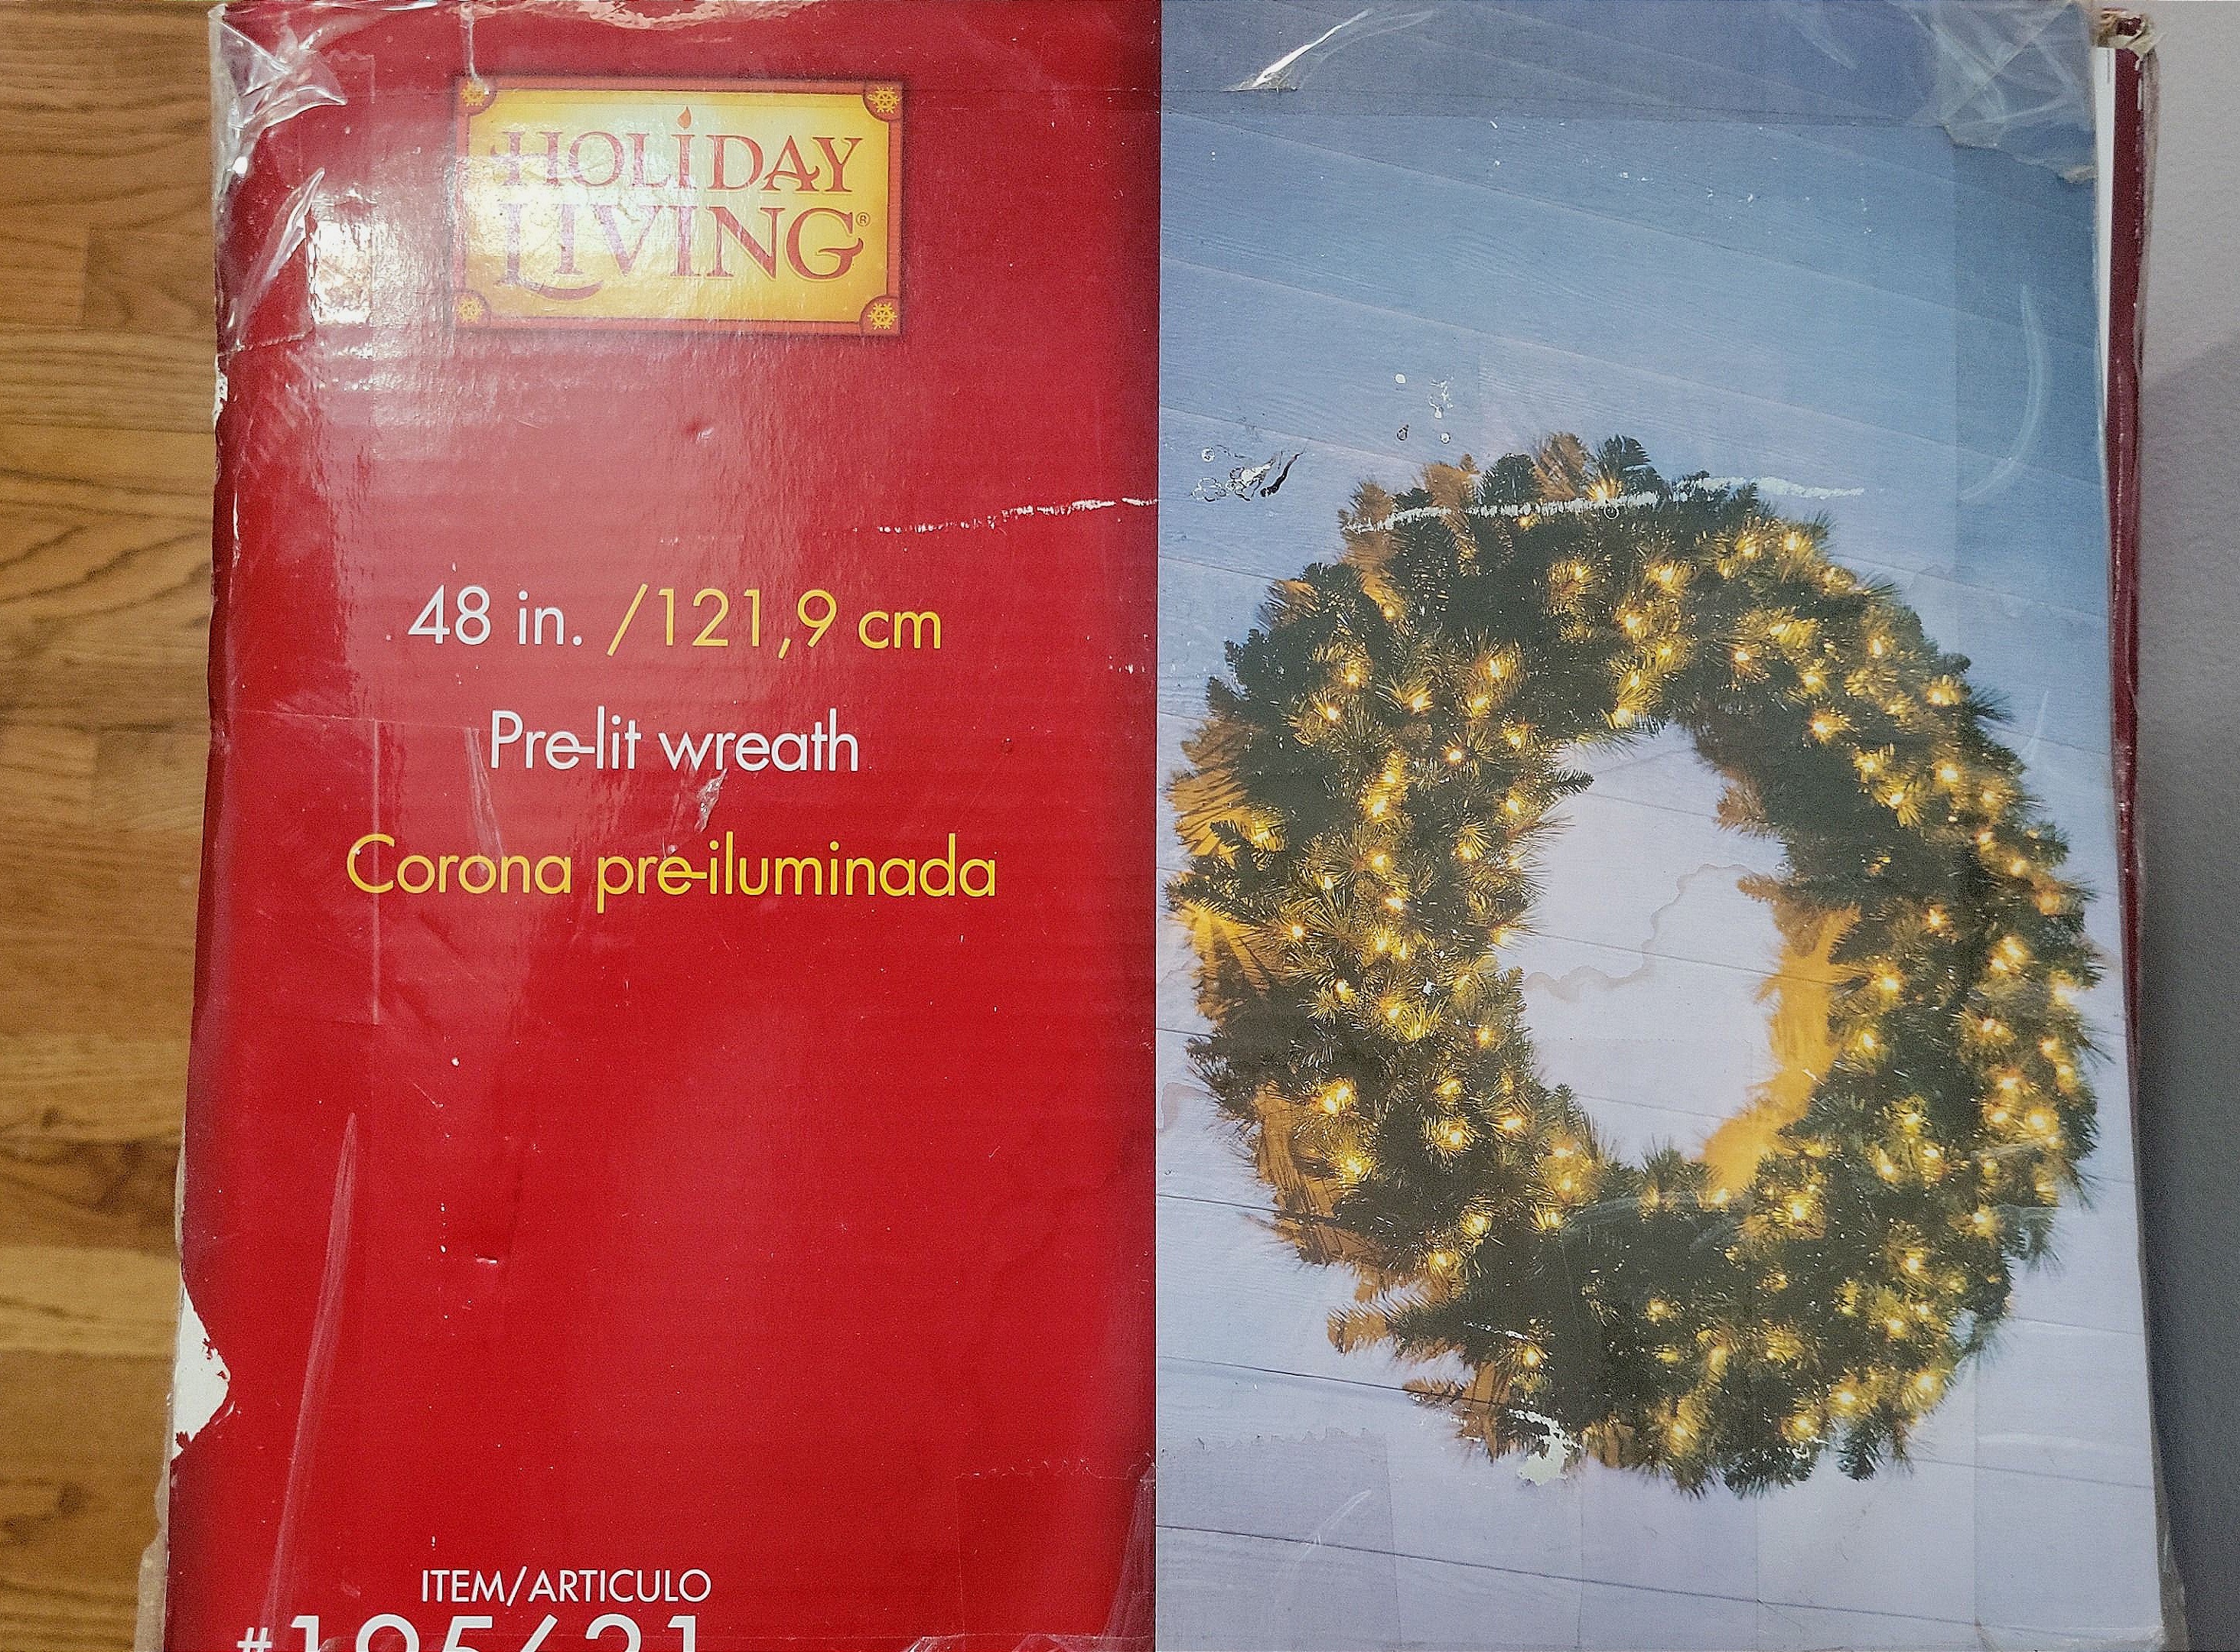 HOLIDAY
LIVING®
48 in. /121,9 cm
Pre-lit wreath
Corona pre-iluminada
ITEM/ARTICULO